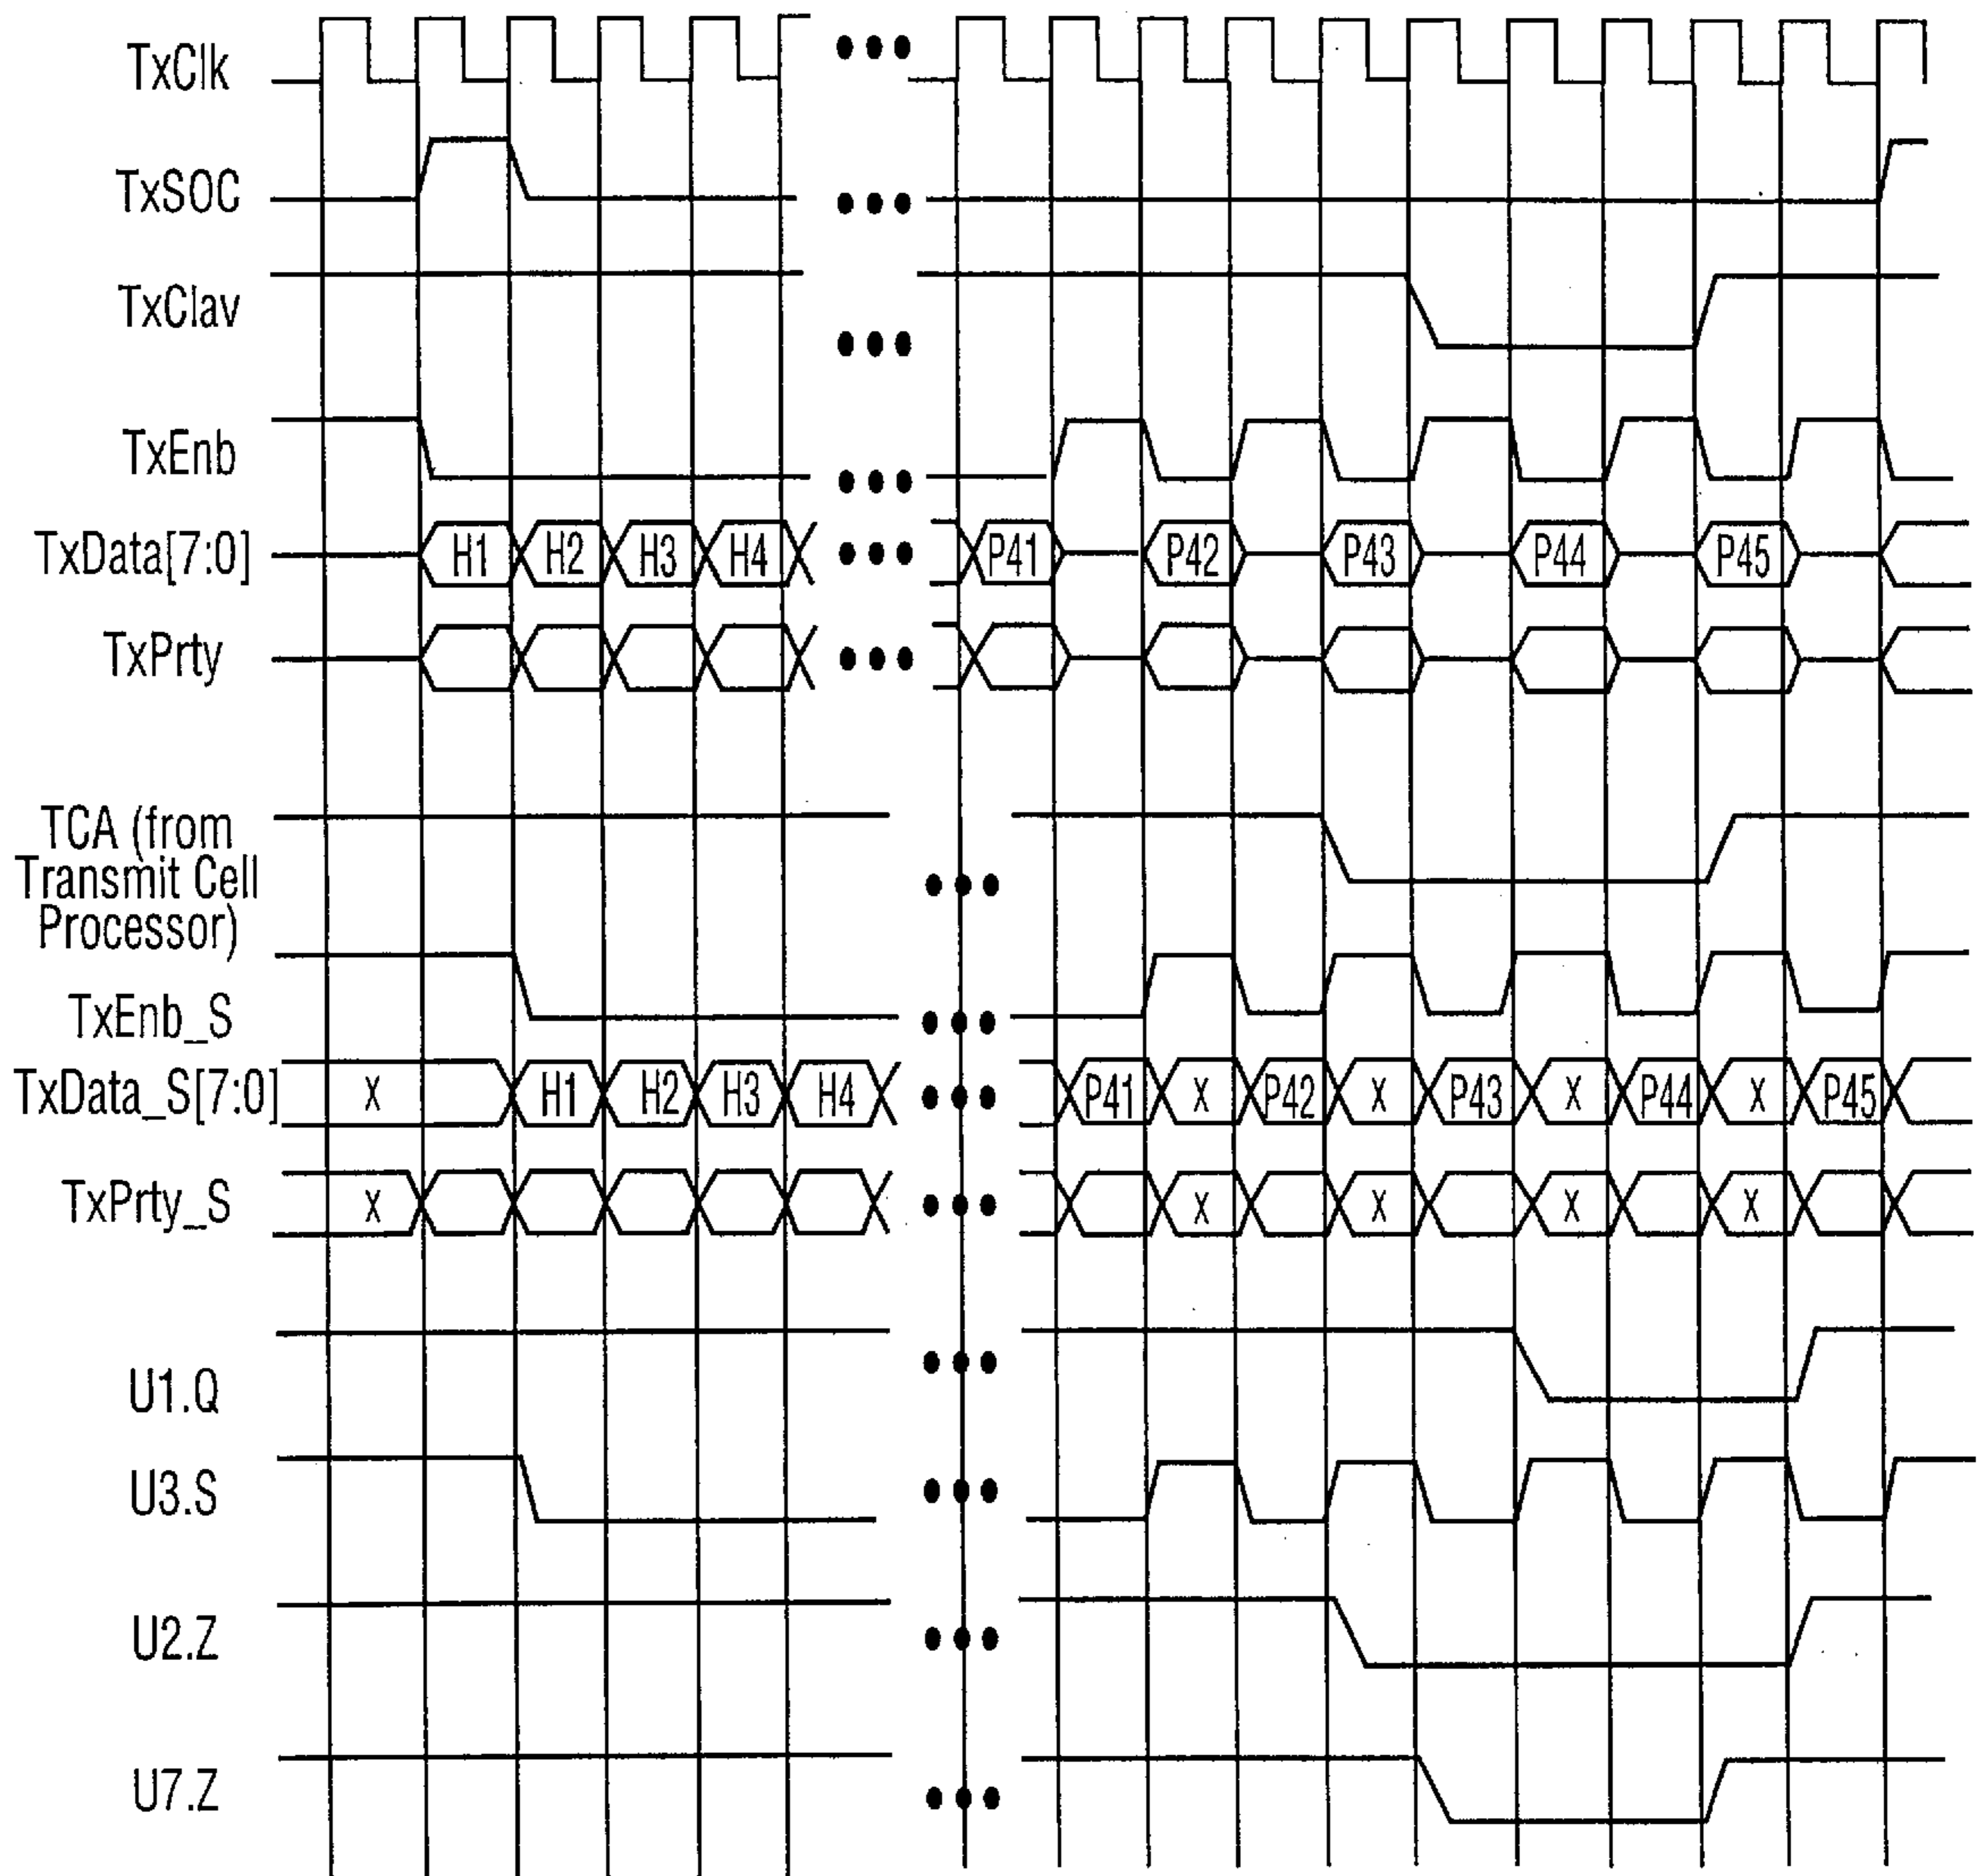 TxClk
TxSOC
TxClav
TxEnb
TxData[7:0] H1 H2 H3 H4 P41 P42 P43 P44 P45
TxPrty
TCA (from
Transmit Cell
Processor)
TxEnb_S
TxData_S[7:0] X H1 H2 H3 H4 P41 X P42 X P43 X P44 X P45
TxPrty_S X X X X X
U1.Q
U3.S
U2.Z
U7.Z